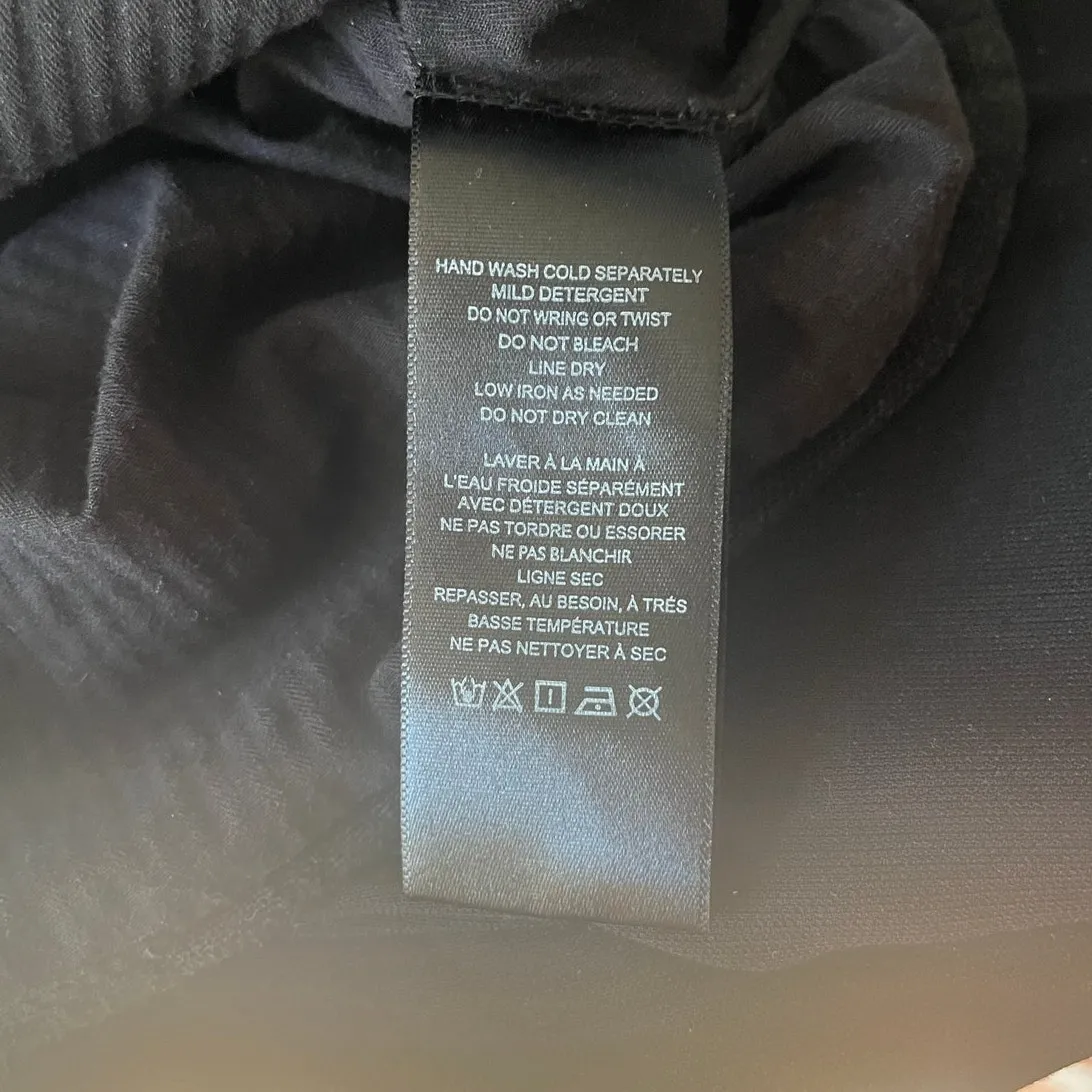 HAND WASH COLD SEPARATELY
MILD DETERGENT
DO NOT WRING OR TWIST
DO NOT BLEACH
LINE DRY
LOW IRON AS NEEDED
DO NOT DRY CLEAN
LAVER À LA MAIN À
L'EAU FROIDE SÉPARÉMENT
AVEC DÉTERGENT DOUX
NE PAS TORDRE OU ESSORER
NE PAS BLANCHIR
LIGNE SEC
REPASSER, AU BESOIN, À TRÉS
BASSE TEMPÉRATURE
NE PAS NETTOYER À SEC